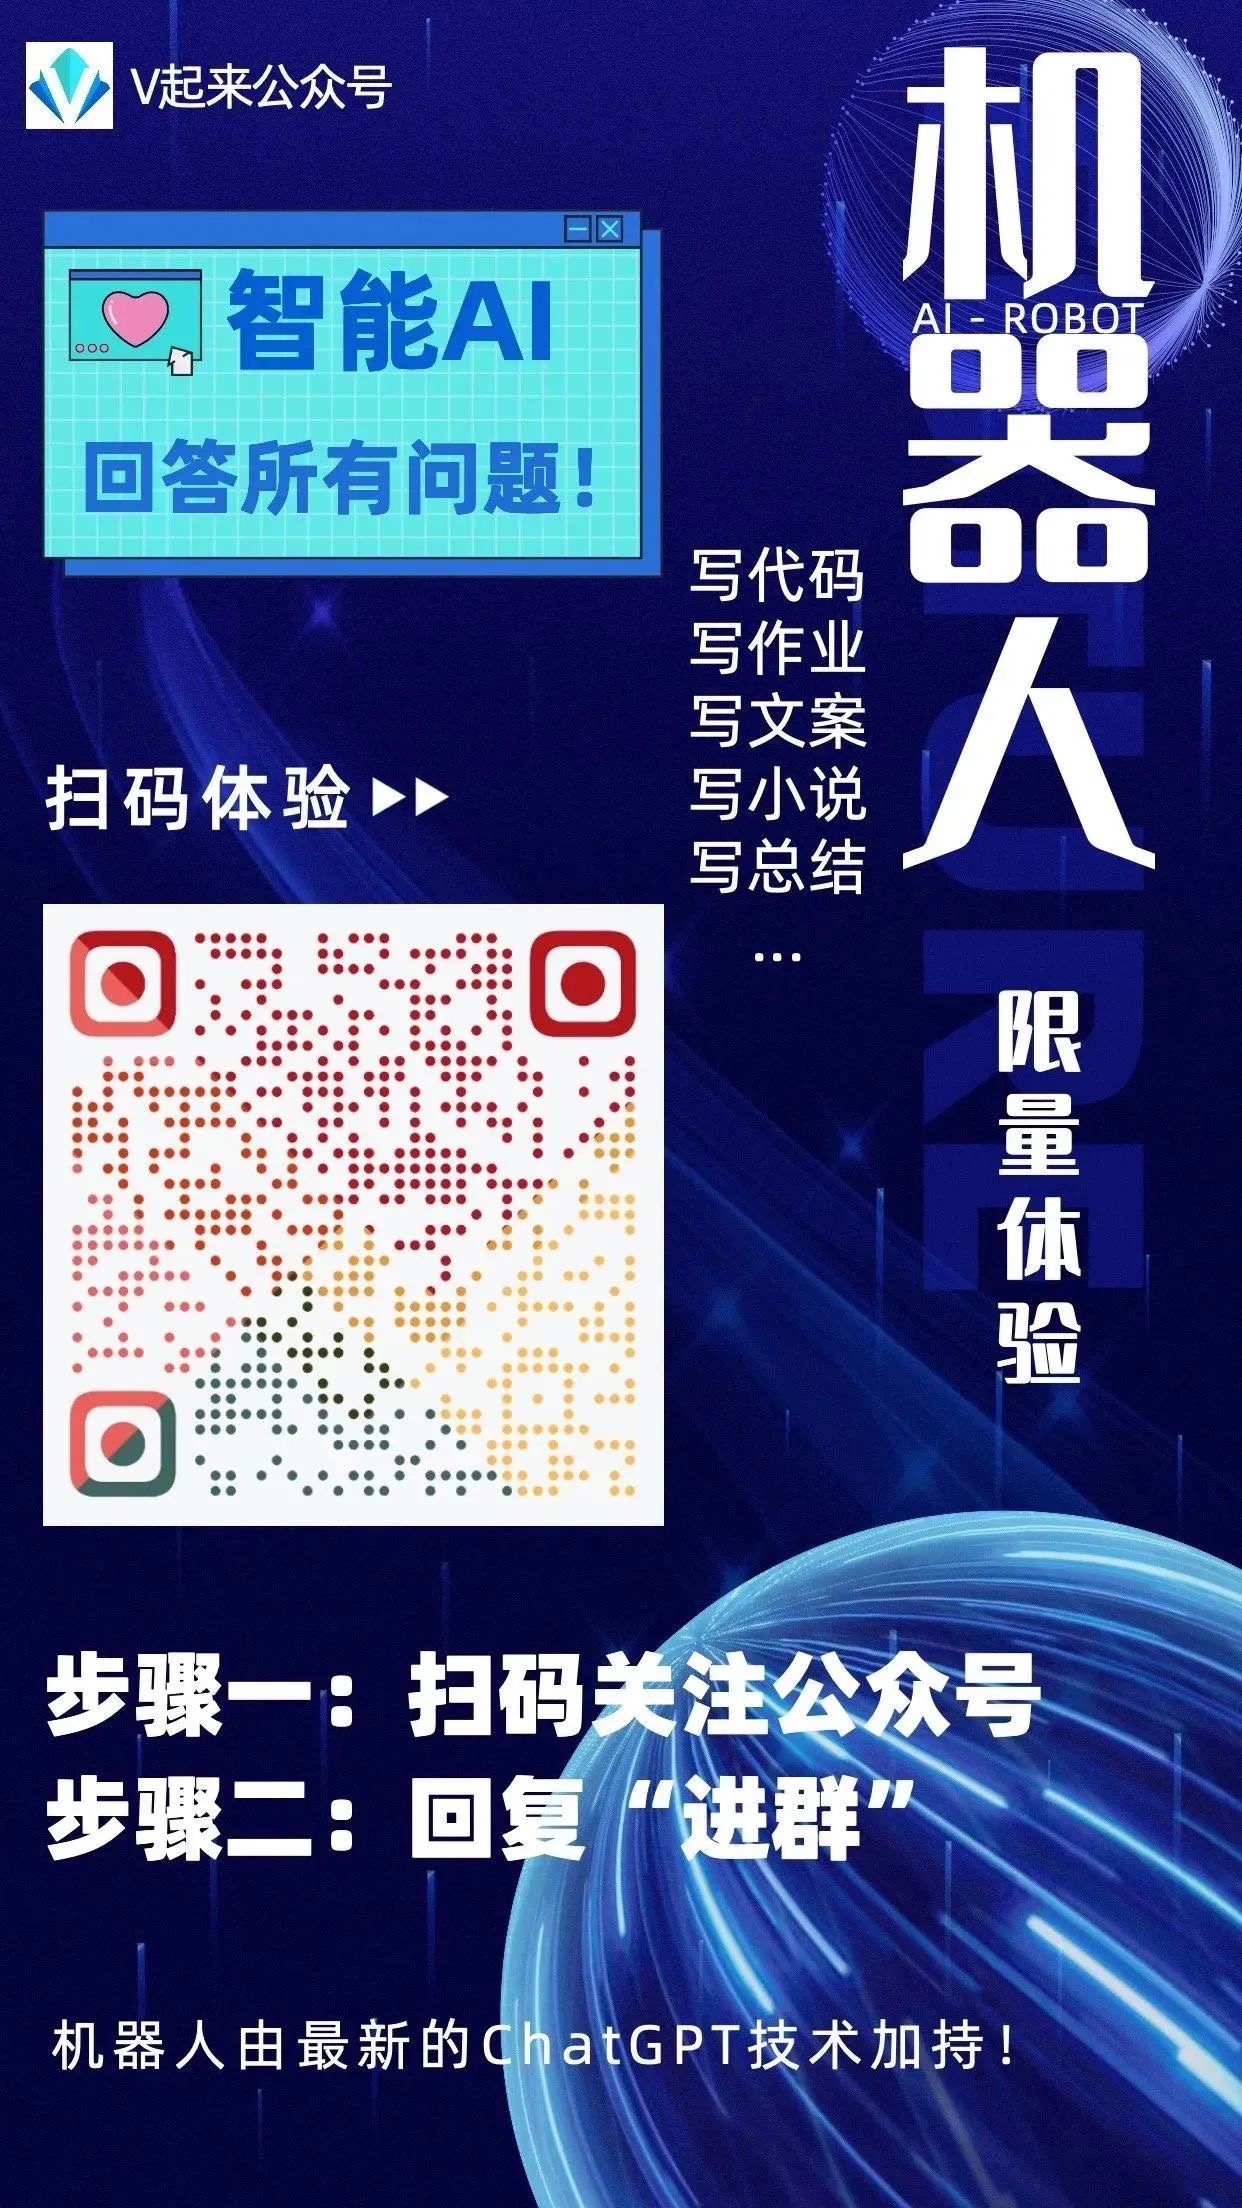 V起来公众号
机器人
AI - ROBOT
智能AI
回答所有问题！
写代码
写作业
写文案
写小说
写总结
...
扫码体验
限量体验
步骤一：扫码关注公众号
步骤二：回复“进群”
机器人由最新的ChatGPT技术加持！